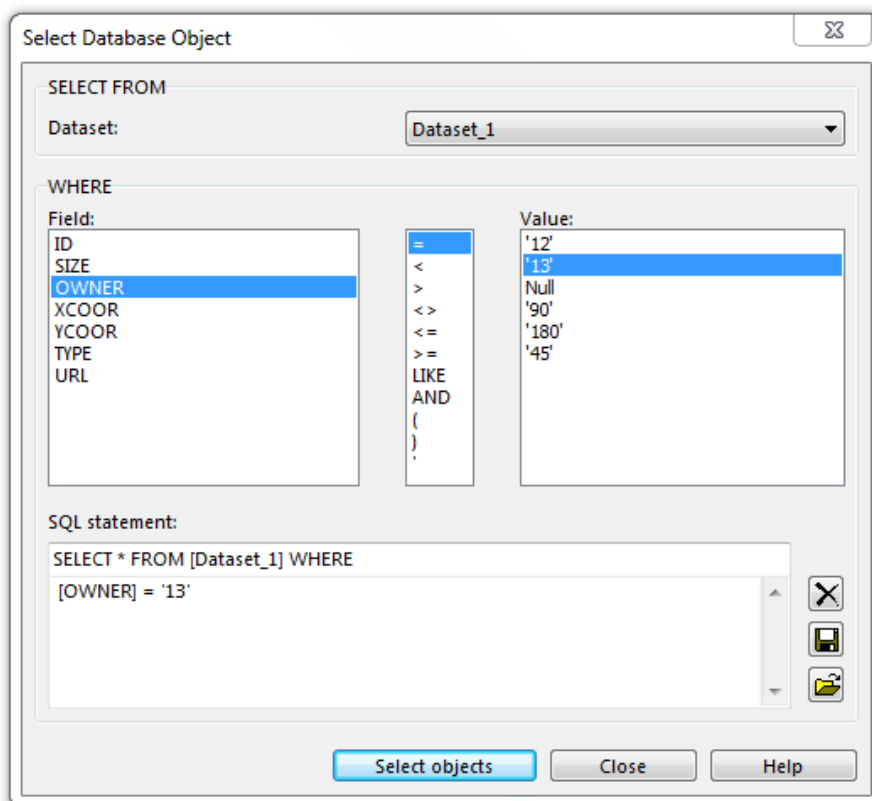 Select Database Object
SELECT FROM
Dataset:
Dataset_1
WHERE
Field:
ID
SIZE
OWNER
XCOOR
YCOOR
TYPE
URL
=
<
>
<>
<=
>=
LIKE
AND
(
)
'
Value:
'12'
'13'
Null
'90'
'180'
'45'
SQL statement:
SELECT * FROM [Dataset_1] WHERE
[OWNER] = '13'
Select objects
Close
Help